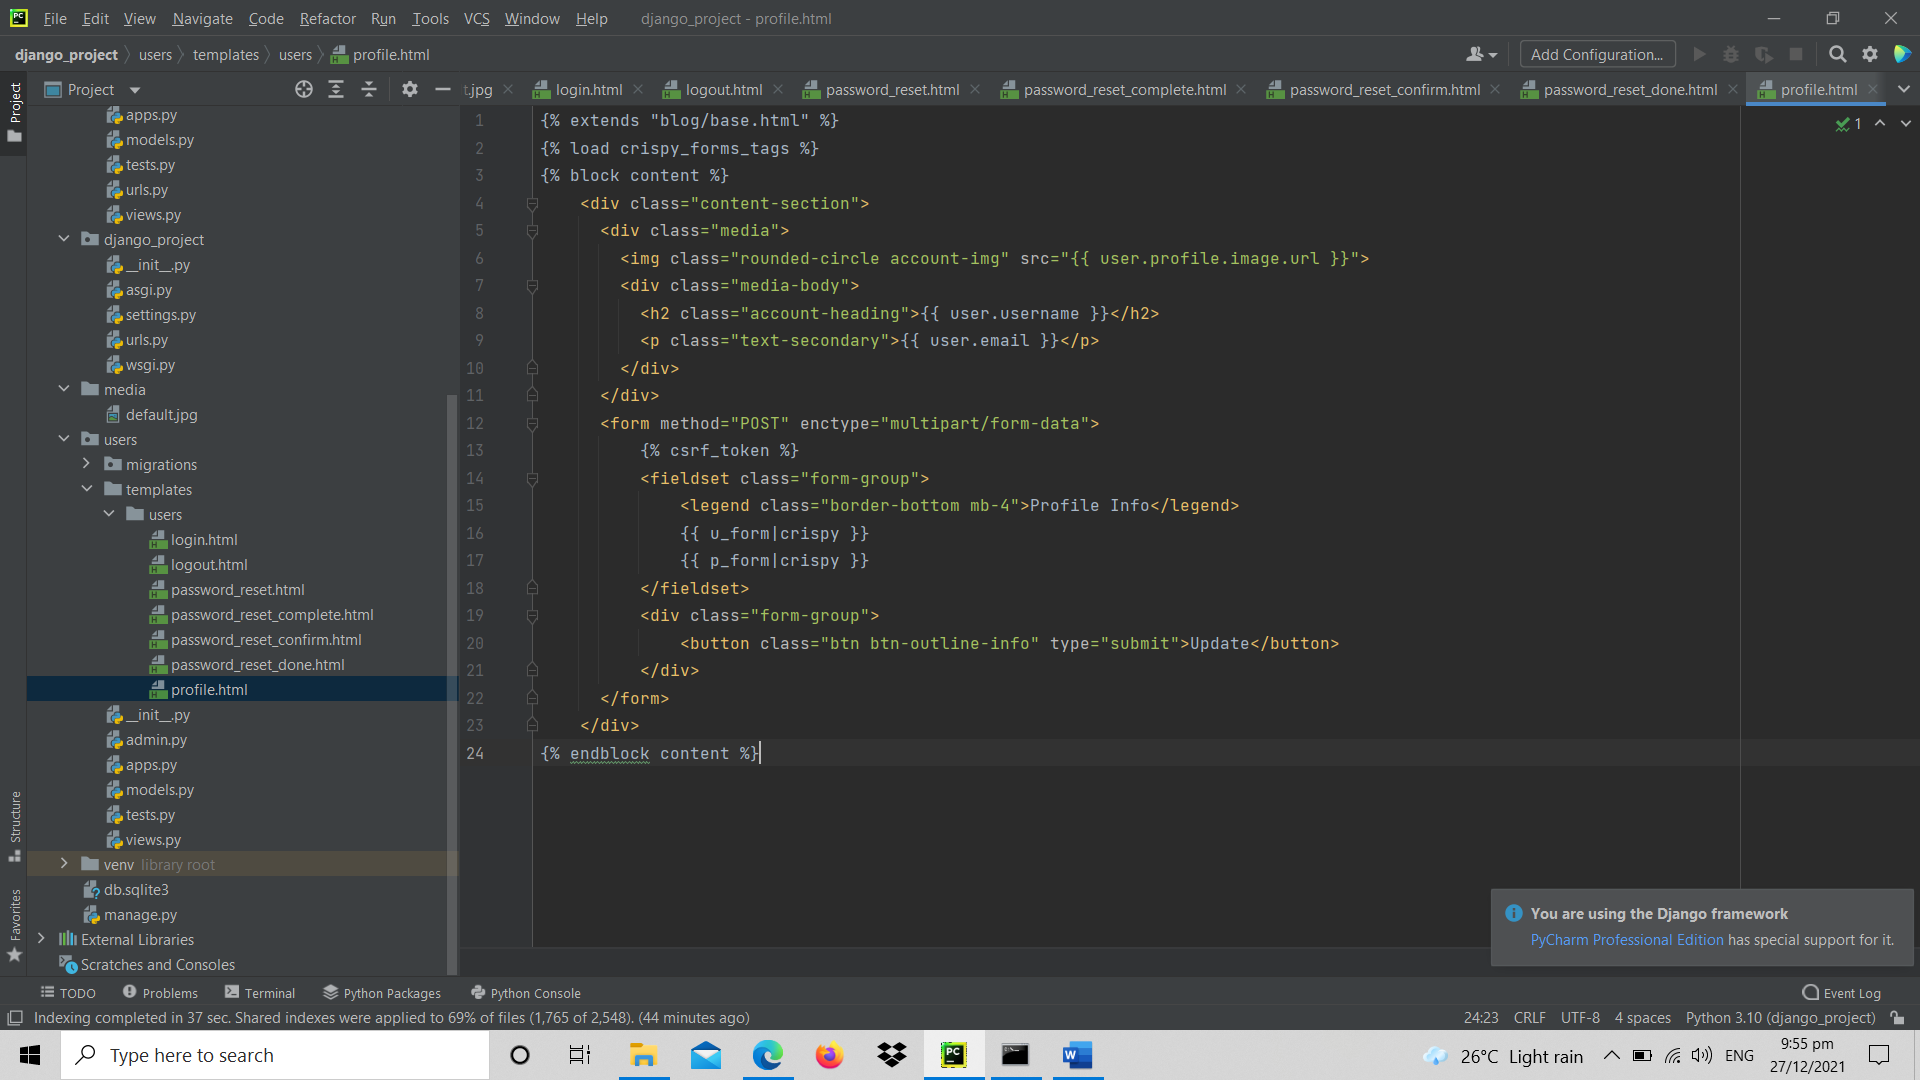 File Edit View Navigate Code Refactor Run Tools VCS Window Help django_project - profile.html
django_project users templates users profile.html
Add Configuration...
Project
t.jpg login.html logout.html password_reset.html password_reset_complete.html password_reset_confirm.html password_reset_done.html profile.html
Project
Structure
Favorites
apps.py
models.py
tests.py
urls.py
views.py
django_project
__init__.py
asgi.py
settings.py
urls.py
wsgi.py
media
default.jpg
users
migrations
templates
users
login.html
logout.html
password_reset.html
password_reset_complete.html
password_reset_confirm.html
password_reset_done.html
profile.html
__init__.py
admin.py
apps.py
models.py
tests.py
views.py
venv library root
db.sqlite3
manage.py
External Libraries
Scratches and Consoles
1
1 {% extends "blog/base.html" %}
2 {% load crispy_forms_tags %}
3 {% block content %}
4 <div class="content-section">
5 <div class="media">
6 <img class="rounded-circle account-img" src="{{ user.profile.image.url }}">
7 <div class="media-body">
8 <h2 class="account-heading">{{ user.username }}</h2>
9 <p class="text-secondary">{{ user.email }}</p>
10 </div>
11 </div>
12 <form method="POST" enctype="multipart/form-data">
13 {% csrf_token %}
14 <fieldset class="form-group">
15 <legend class="border-bottom mb-4">Profile Info</legend>
16 {{ u_form|crispy }}
17 {{ p_form|crispy }}
18 </fieldset>
19 <div class="form-group">
20 <button class="btn btn-outline-info" type="submit">Update</button>
21 </div>
22 </form>
23 </div>
24 {% endblock content %}
You are using the Django framework
PyCharm Professional Edition has special support for it.
TODO Problems Terminal Python Packages Python Console Event Log
Indexing completed in 37 sec. Shared indexes were applied to 69% of files (1,765 of 2,548). (44 minutes ago) 24:23 CRLF UTF-8 4 spaces Python 3.10 (django_project)
Type here to search
26°C Light rain ENG
9:55 pm
27/12/2021